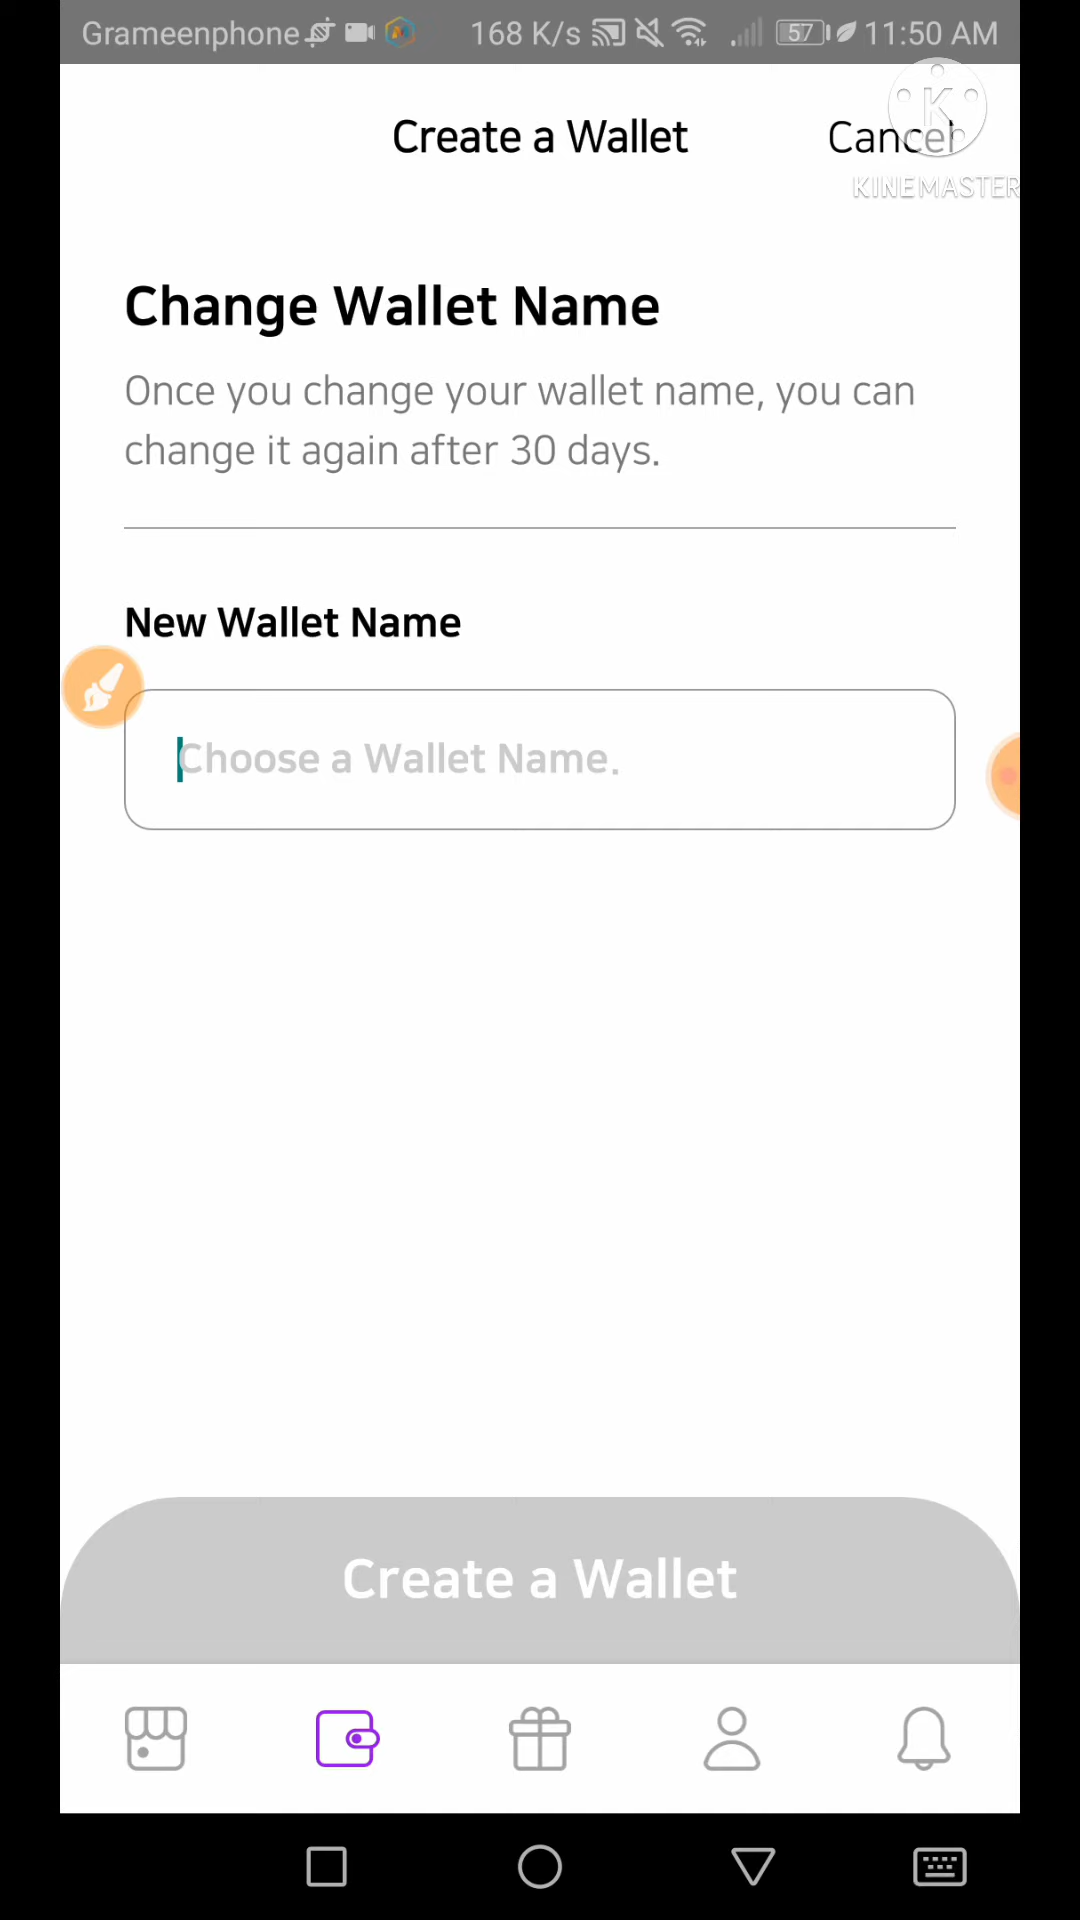 Grameenphone 168 K/s 57 11:50 AM
Create a Wallet Cancel
KINEMASTER
Change Wallet Name
Once you change your wallet name, you can
change it again after 30 days.
New Wallet Name
Choose a Wallet Name.
Create a Wallet